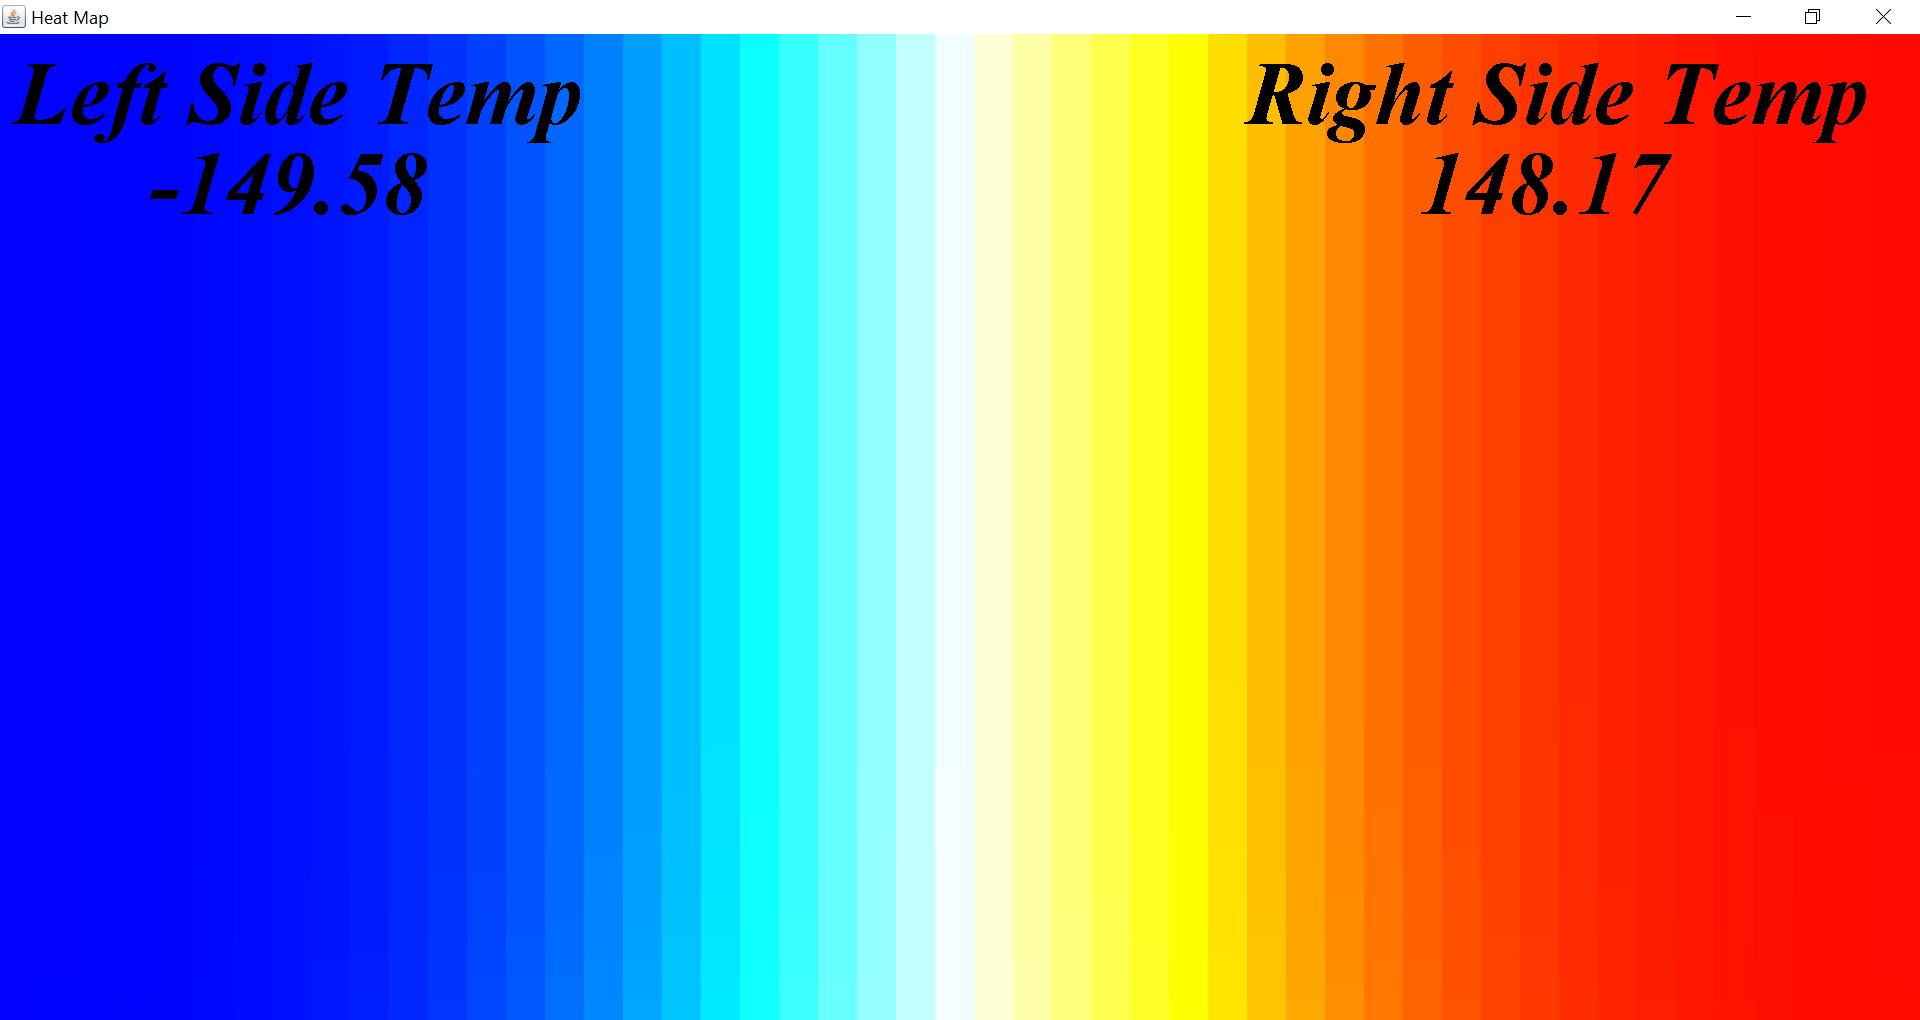 Heat Map
Left Side Temp
-149.58
Right Side Temp
148.17